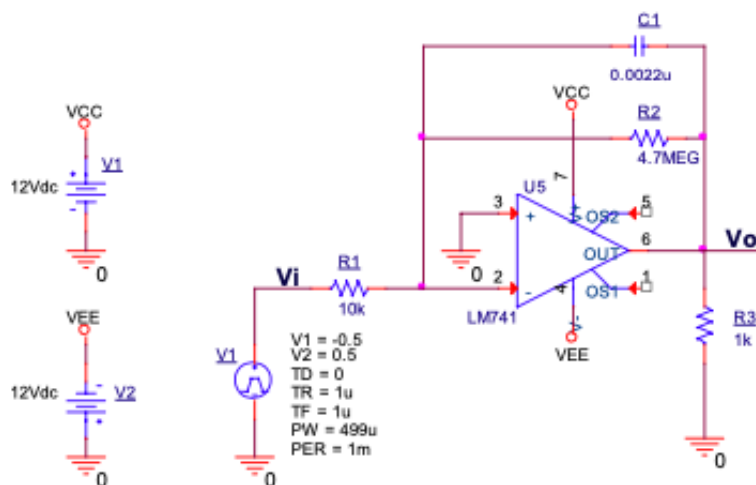 C1
0.0022u
VCC
R2
4.7MEG
VCC
V1
12Vdc
0
U5
7
V+
3
+
OS2
5
OUT
6
Vo
2
-
4
OS1
1
LM741
V-
VEE
0
Vi
R1
10k
VEE
V2
12Vdc
0
V1
V1 = -0.5
V2 = 0.5
TD = 0
TR = 1u
TF = 1u
PW = 499u
PER = 1m
0
R3
1k
0